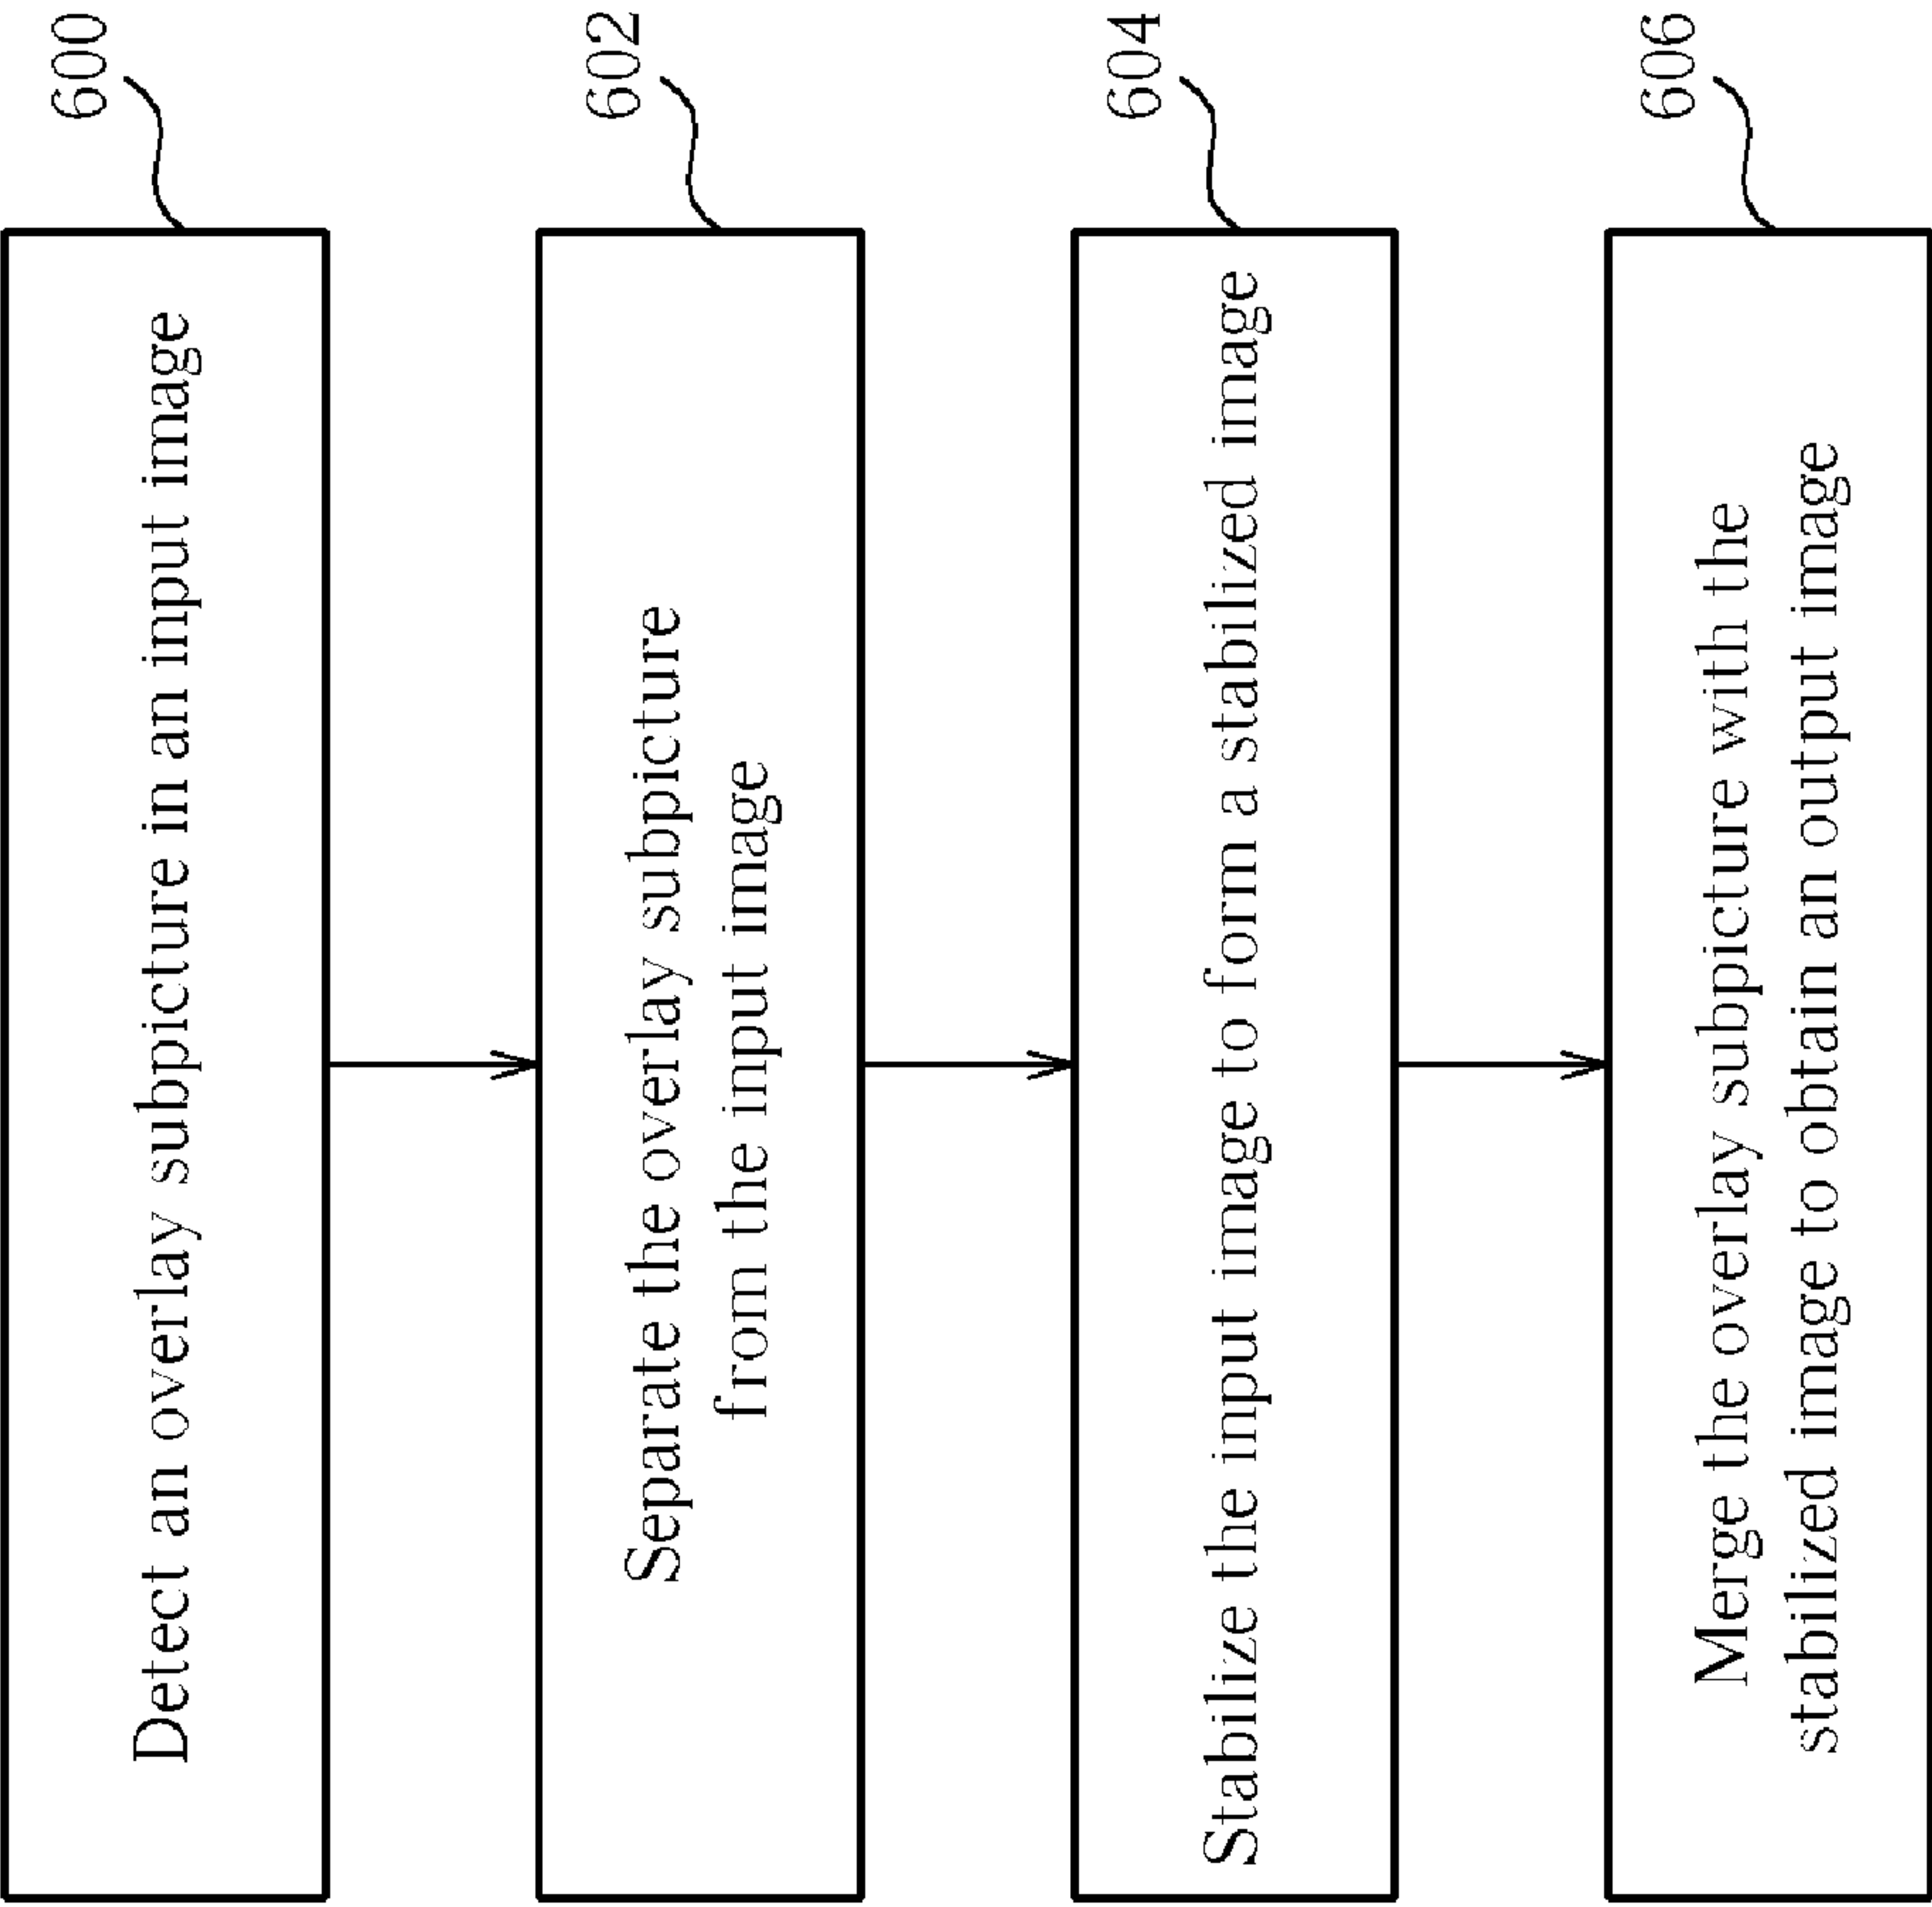 600
Detect an overlay subpicture in an input image
602
Separate the overlay subpicture
from the input image
604
Stabilize the input image to form a stabilized image
606
Merge the overlay subpicture with the
stabilized image to obtain an output image